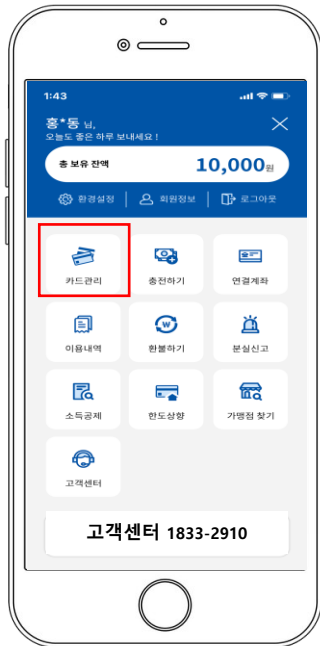 1:43
홍*동 님,
오늘도 좋은 하루 보내세요 !
총 보유 잔액 10,000원
환경설정 회원정보 로그아웃
카드관리 충전하기 연결계좌
이용내역 환불하기 분실신고
소득공제 한도상향 가맹점 찾기
고객센터
고객센터 1833-2910